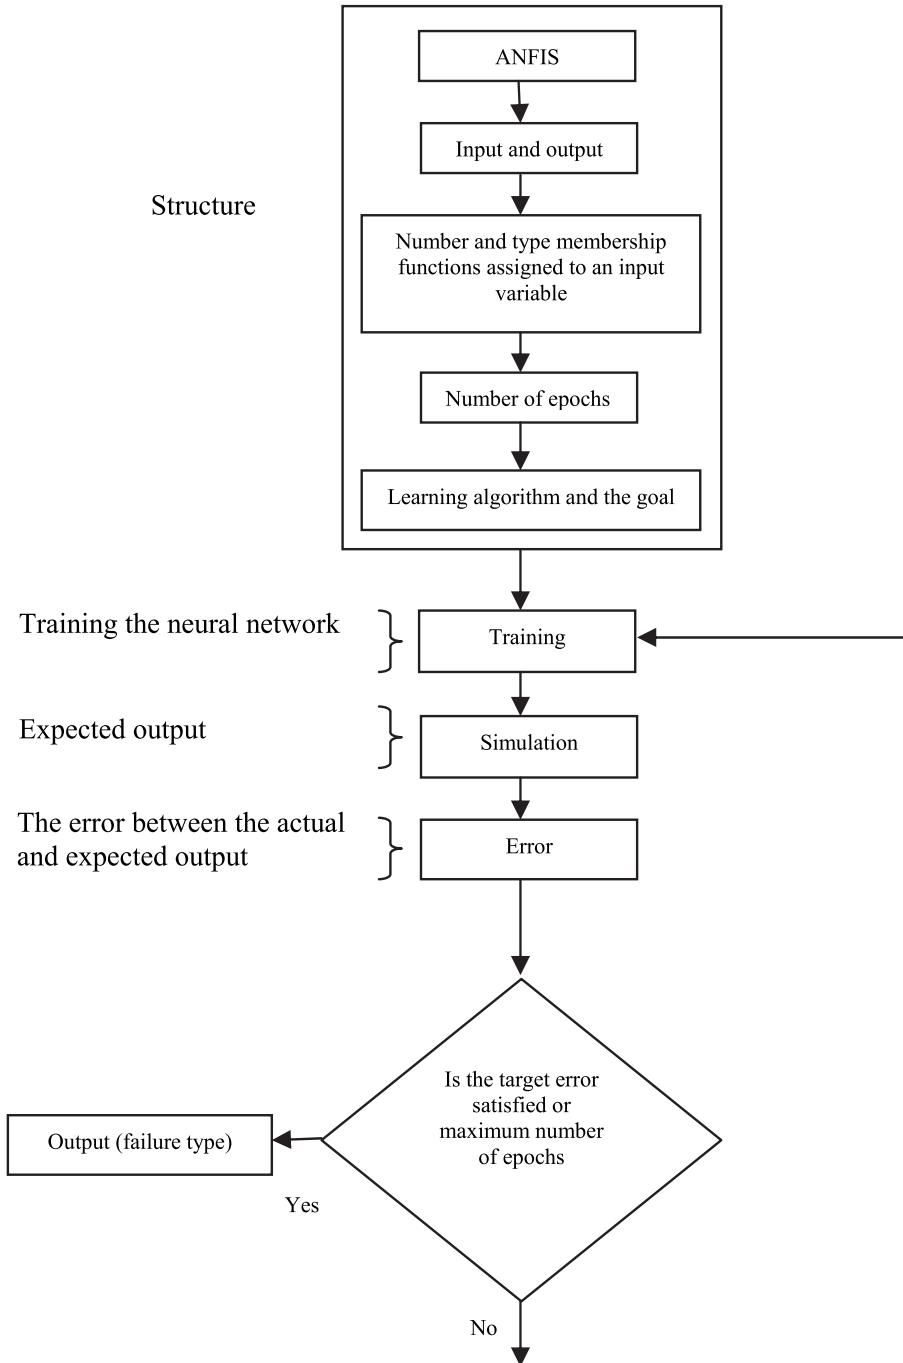 ANFIS
Input and output
Structure
Number and type membership
functions assigned to an input
variable
Number of epochs
Learning algorithm and the goal
Training the neural network
Training
Expected output
Simulation
The error between the actual
and expected output
Error
Is the target error
satisfied or
maximum number
of epochs
Output (failure type)
Yes
No